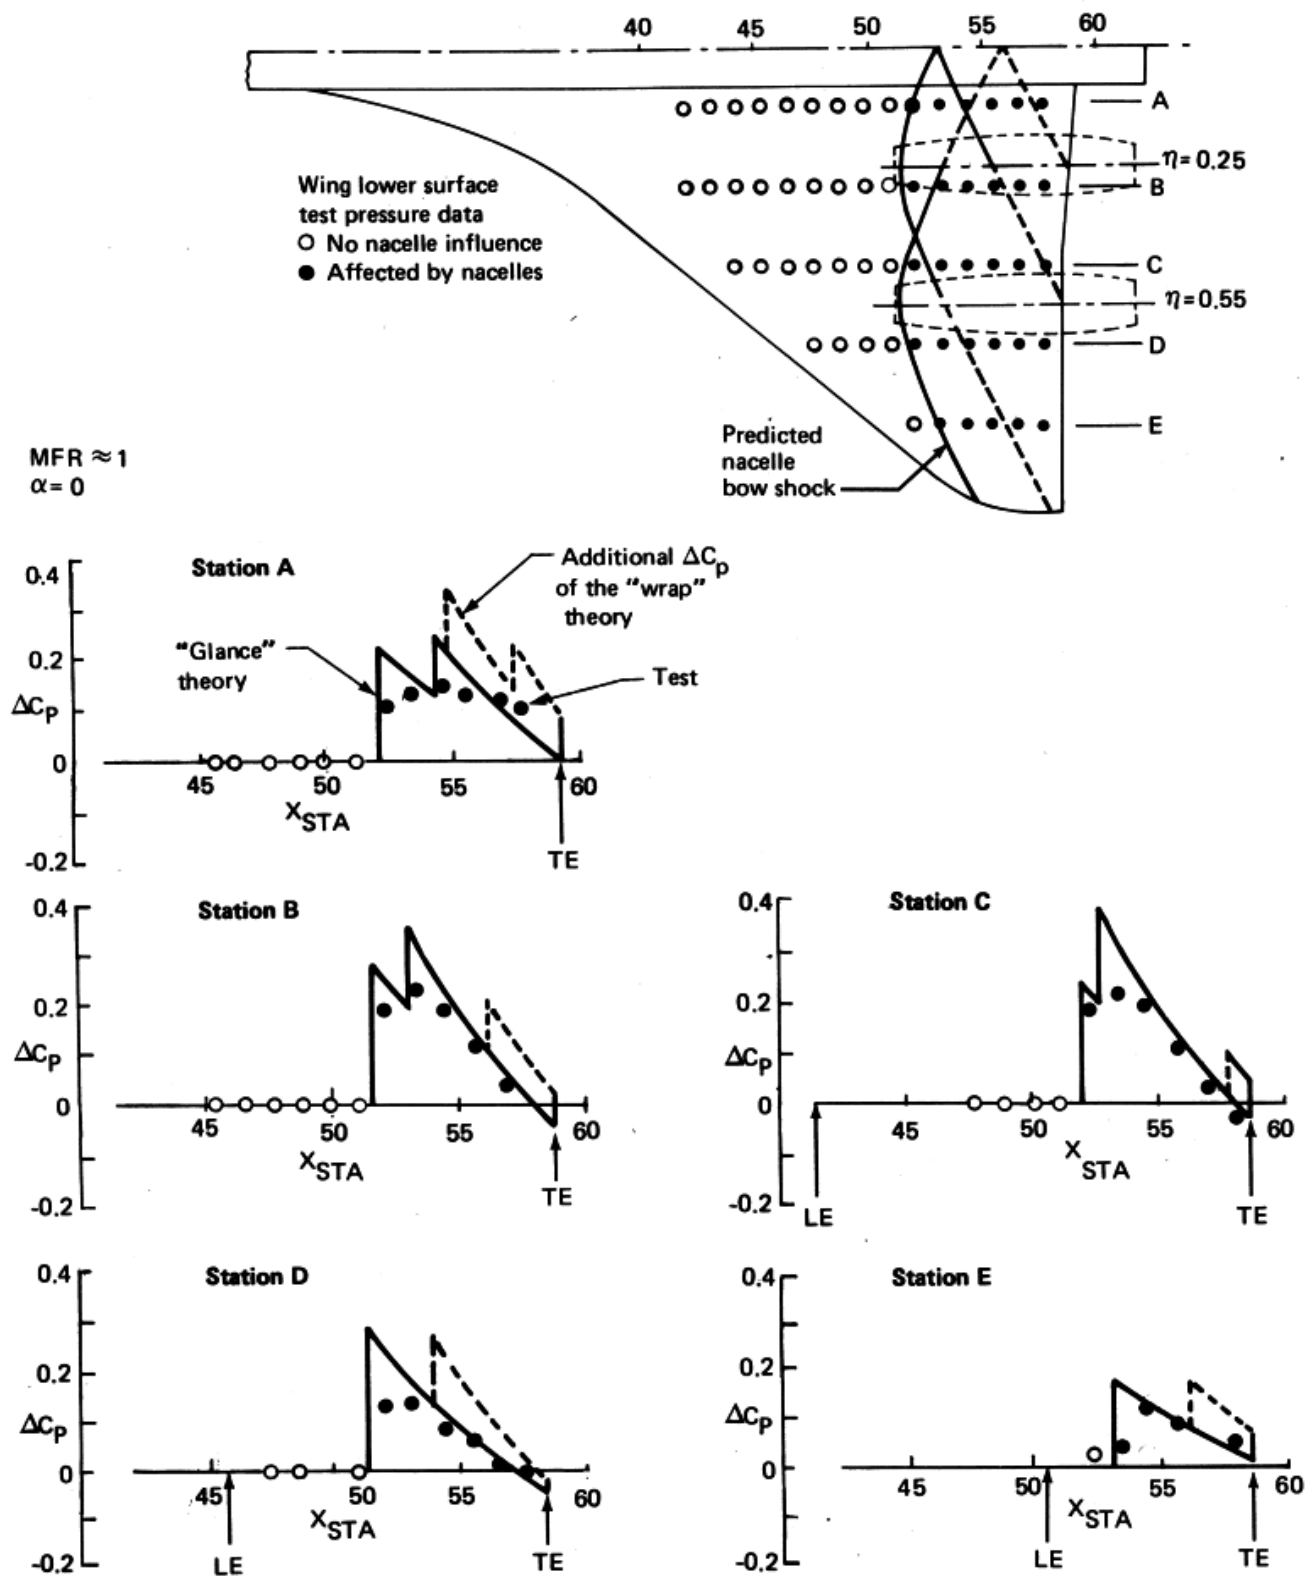 40 45 50 55 60
A
η=0.25
B
C
η=0.55
D
E
Wing lower surface
test pressure data
No nacelle influence
Affected by nacelles
Predicted
nacelle
bow shock
MFR ≈ 1
α = 0
Station A
0.4
0.2
ΔCp
0
-0.2
45 50 55 60
XSTA
TE
"Glance"
theory
Additional ΔCp
of the "wrap"
theory
Test
Station B
0.4
0.2
ΔCp
0
-0.2
45 50 55 60
XSTA
TE
Station C
0.4
0.2
ΔCp
0
-0.2
45 50 55 60
XSTA
LE
TE
Station D
0.4
0.2
ΔCp
0
-0.2
45 50 55 60
XSTA
LE
TE
Station E
0.4
0.2
ΔCp
0
-0.2
45 50 55 60
XSTA
LE
TE